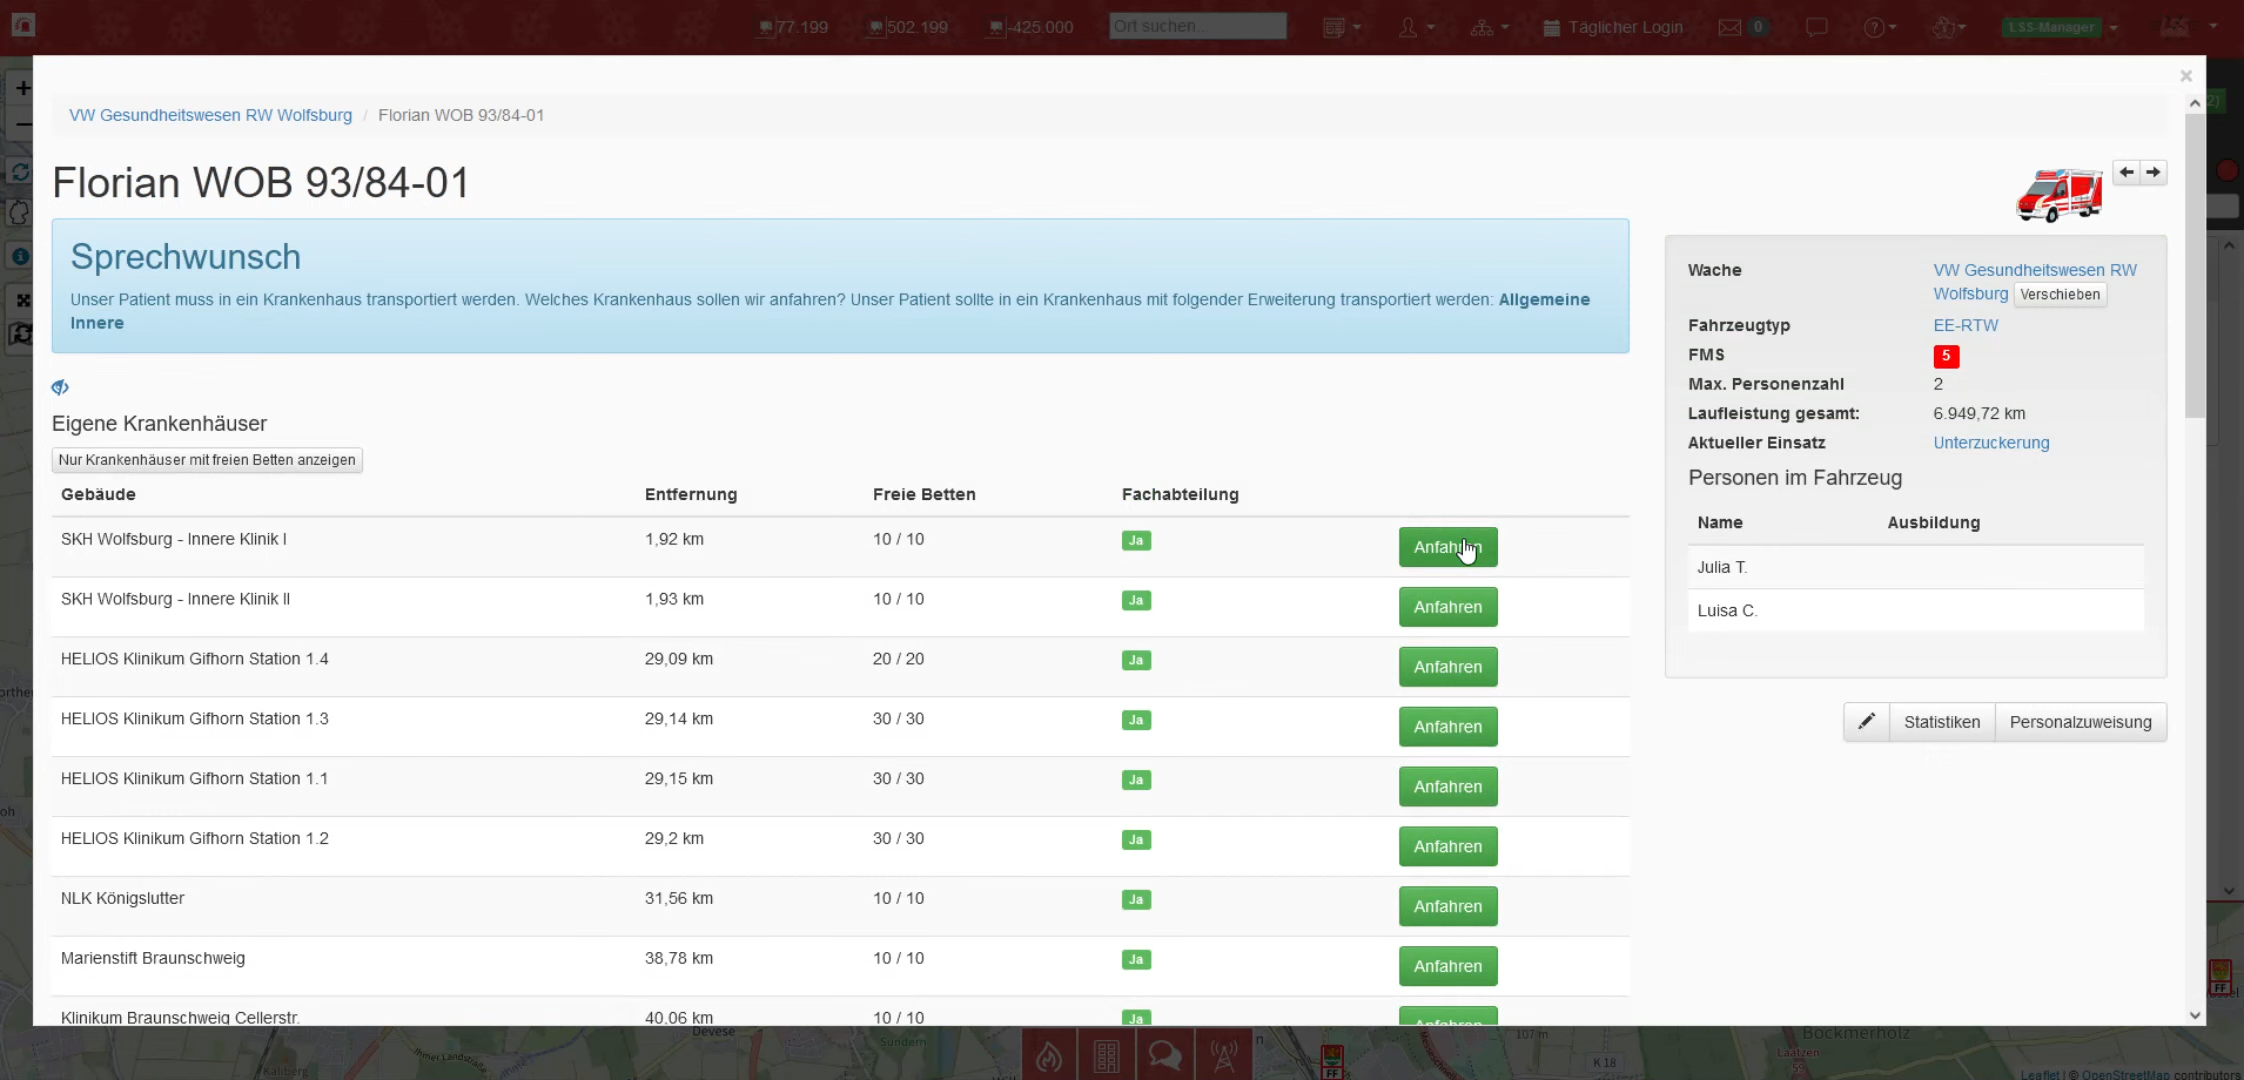 77.199 502.199 -425.000 Ort suchen... Täglicher Login 0 LSS-Manager
VW Gesundheitswesen RW Wolfsburg / Florian WOB 93/84-01
Florian WOB 93/84-01
Sprechwunsch
Unser Patient muss in ein Krankenhaus transportiert werden. Welches Krankenhaus sollen wir anfahren? Unser Patient sollte in ein Krankenhaus mit folgender Erweiterung transportiert werden: Allgemeine
Innere
Eigene Krankenhäuser
Nur Krankenhäuser mit freien Betten anzeigen
Gebäude Entfernung Freie Betten Fachabteilung
SKH Wolfsburg - Innere Klinik I 1,92 km 10 / 10 Ja
SKH Wolfsburg - Innere Klinik II 1,93 km 10 / 10 Ja Anfahren
HELIOS Klinikum Gifhorn Station 1.4 29,09 km 20 / 20 Ja Anfahren
HELIOS Klinikum Gifhorn Station 1.3 29,14 km 30 / 30 Ja Anfahren
HELIOS Klinikum Gifhorn Station 1.1 29,15 km 30 / 30 Ja Anfahren
HELIOS Klinikum Gifhorn Station 1.2 29,2 km 30 / 30 Ja Anfahren
NLK Königslutter 31,56 km 10 / 10 Ja Anfahren
Marienstift Braunschweig 38,78 km 10 / 10 Ja Anfahren
Klinikum Braunschweig Cellerstr. 40,06 km 10 / 10 Ja Anfahren
Wache VW Gesundheitswesen RW
Wolfsburg Verschieben
Fahrzeugtyp EE-RTW
FMS 5
Max. Personenzahl 2
Laufleistung gesamt: 6.949,72 km
Aktueller Einsatz Unterzuckerung
Personen im Fahrzeug
Name Ausbildung
Julia T.
Luisa C.
Statistiken Personalzuweisung
FF
Bockmerholz
Laatzen
107 m
K 18
FF
Devese
Sundern
Ihmer Landstraße
Leaflet | © OpenStreetMap contributors